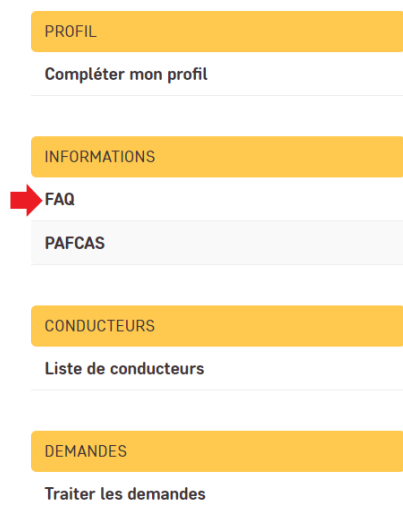 PROFIL
Compléter mon profil
INFORMATIONS
FAQ
PAFCAS
CONDUCTEURS
Liste de conducteurs
DEMANDES
Traiter les demandes